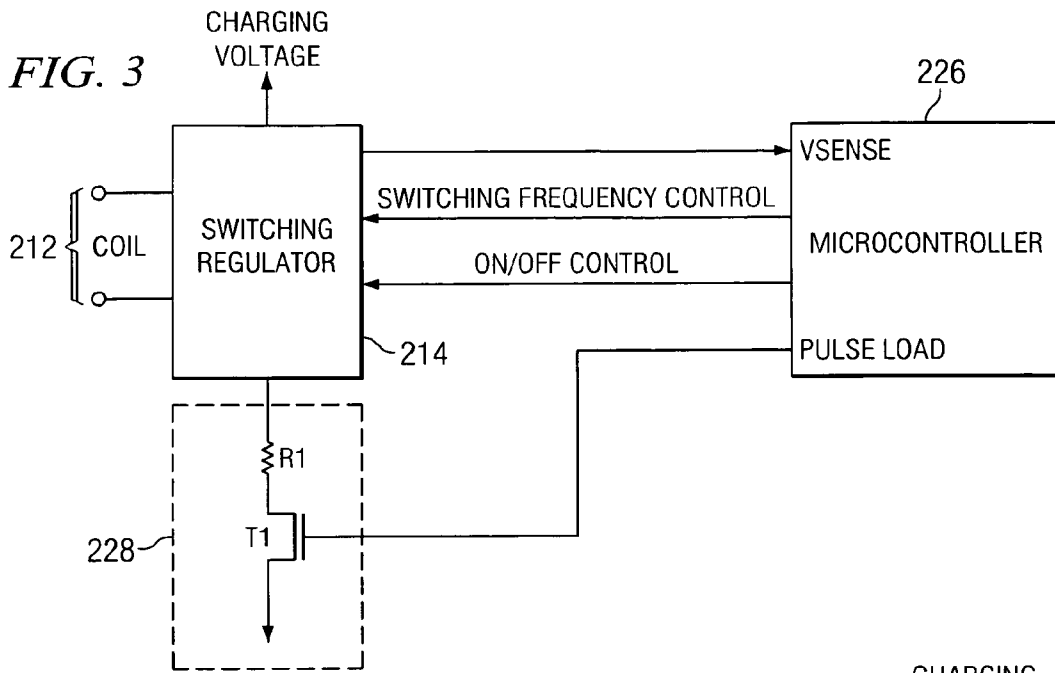 FIG. 3
CHARGING
VOLTAGE
226
VSENSE
SWITCHING FREQUENCY CONTROL
212
COIL
SWITCHING
REGULATOR
MICROCONTROLLER
ON/OFF CONTROL
214
PULSE LOAD
R1
T1
228
CHARGING